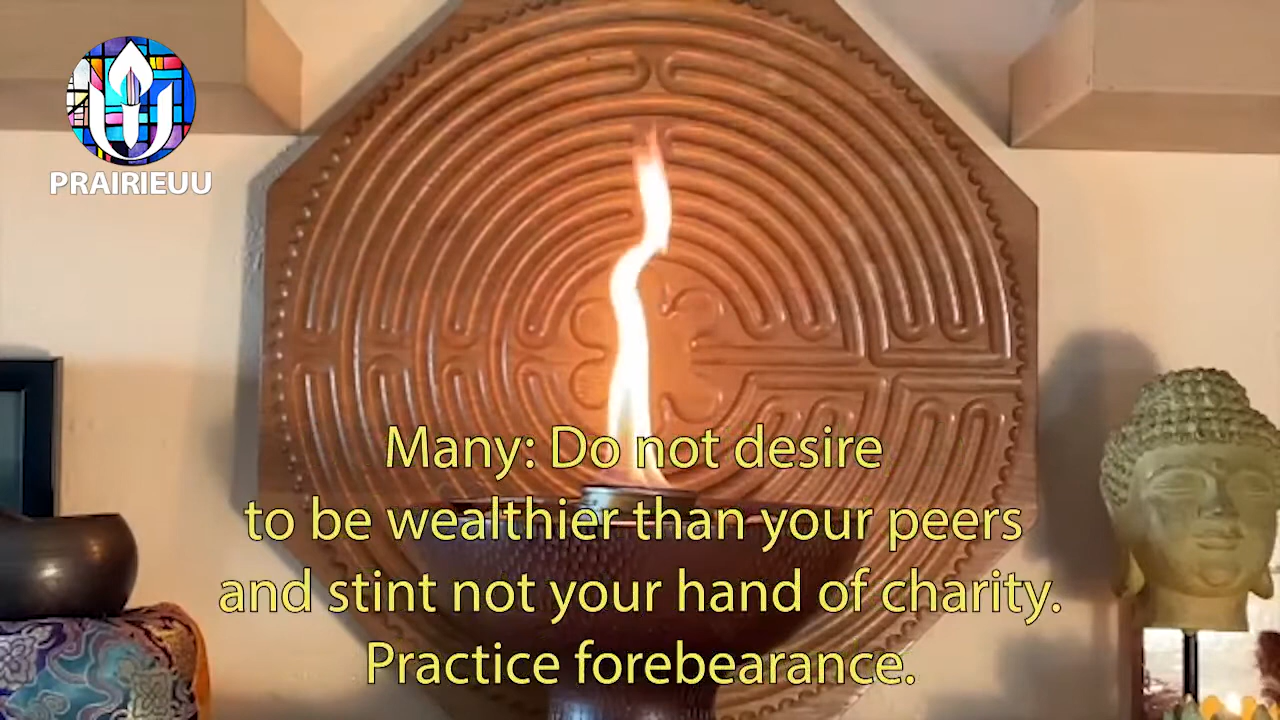 PRAIRIEUU
Many: Do not desire
to be wealthier than your peers
and stint not your hand of charity.
Practice forebearance.